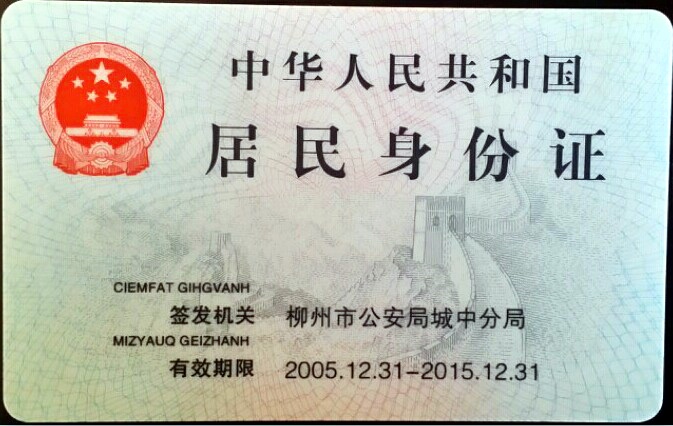 中华人民共和国
居民身份证
CIEMFAT GIHGVANH
签发机关 柳州市公安局城中分局
MIZYAUQ GEIZHANH
有效期限 2005.12.31-2015.12.31